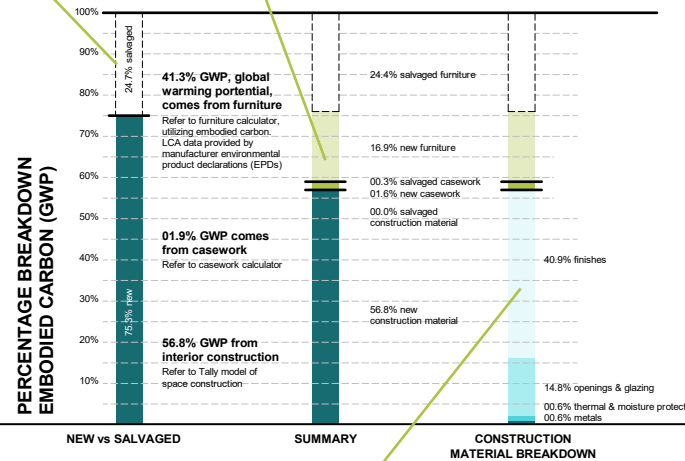 PERCENTAGE BREAKDOWN
EMBODIED CARBON (GWP)
100%
90%
80%
70%
60%
50%
40%
30%
20%
10%
24.7% salvaged
75.3% new
41.3% GWP, global
warming portential,
comes from furniture
Refer to furniture calculator,
utilizing embodied carbon.
LCA data provided by
manufacturer environmental
product declarations (EPDs)
01.9% GWP comes
from casework
Refer to casework calculator
56.8% GWP from
interior construction
Refer to Tally model of
space construction
24.4% salvaged furniture
16.9% new furniture
00.3% salvaged casework
01.6% new casework
00.0% salvaged
construction material
56.8% new
construction material
40.9% finishes
14.8% openings & glazing
00.6% thermal & moisture protect
00.6% metals
NEW vs SALVAGED
SUMMARY
CONSTRUCTION
MATERIAL BREAKDOWN